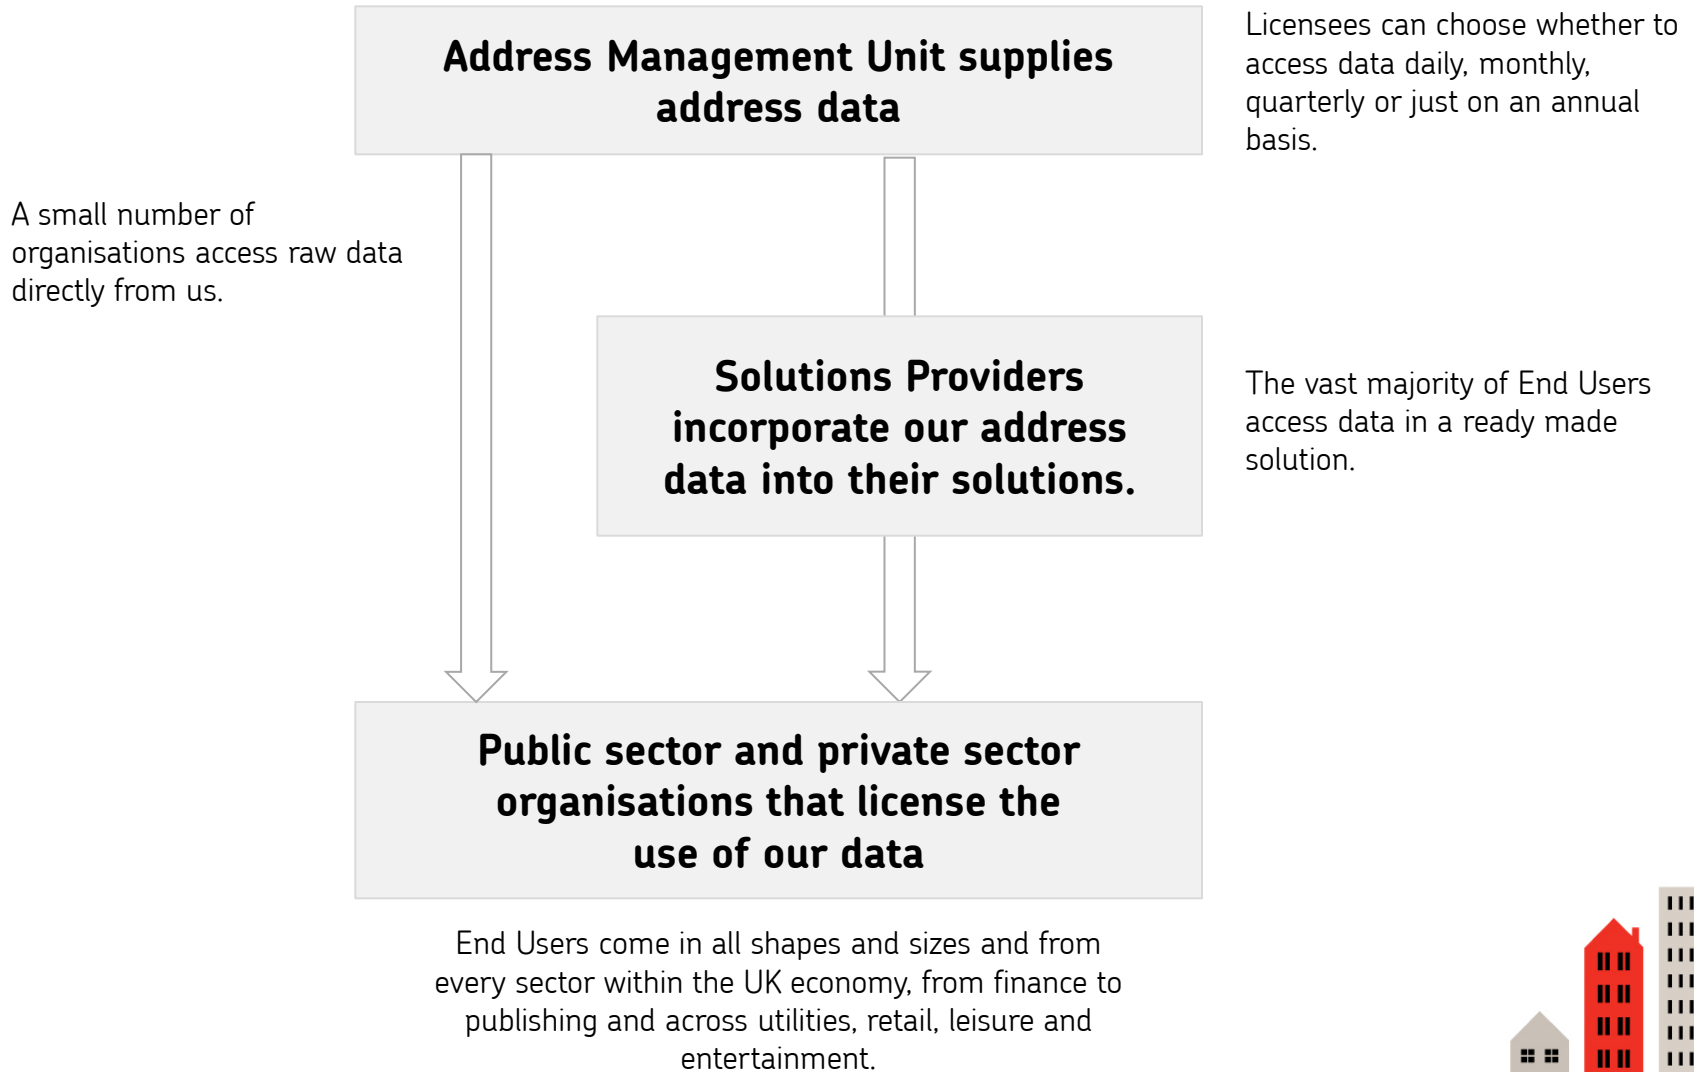 Address Management Unit supplies
address data
Licensees can choose whether to
access data daily, monthly,
quarterly or just on an annual
basis.
A small number of
organisations access raw data
directly from us.
Solutions Providers
incorporate our address
data into their solutions.
The vast majority of End Users
access data in a ready made
solution.
Public sector and private sector
organisations that license the
use of our data
End Users come in all shapes and sizes and from
every sector within the UK economy, from finance to
publishing and across utilities, retail, leisure and
entertainment.